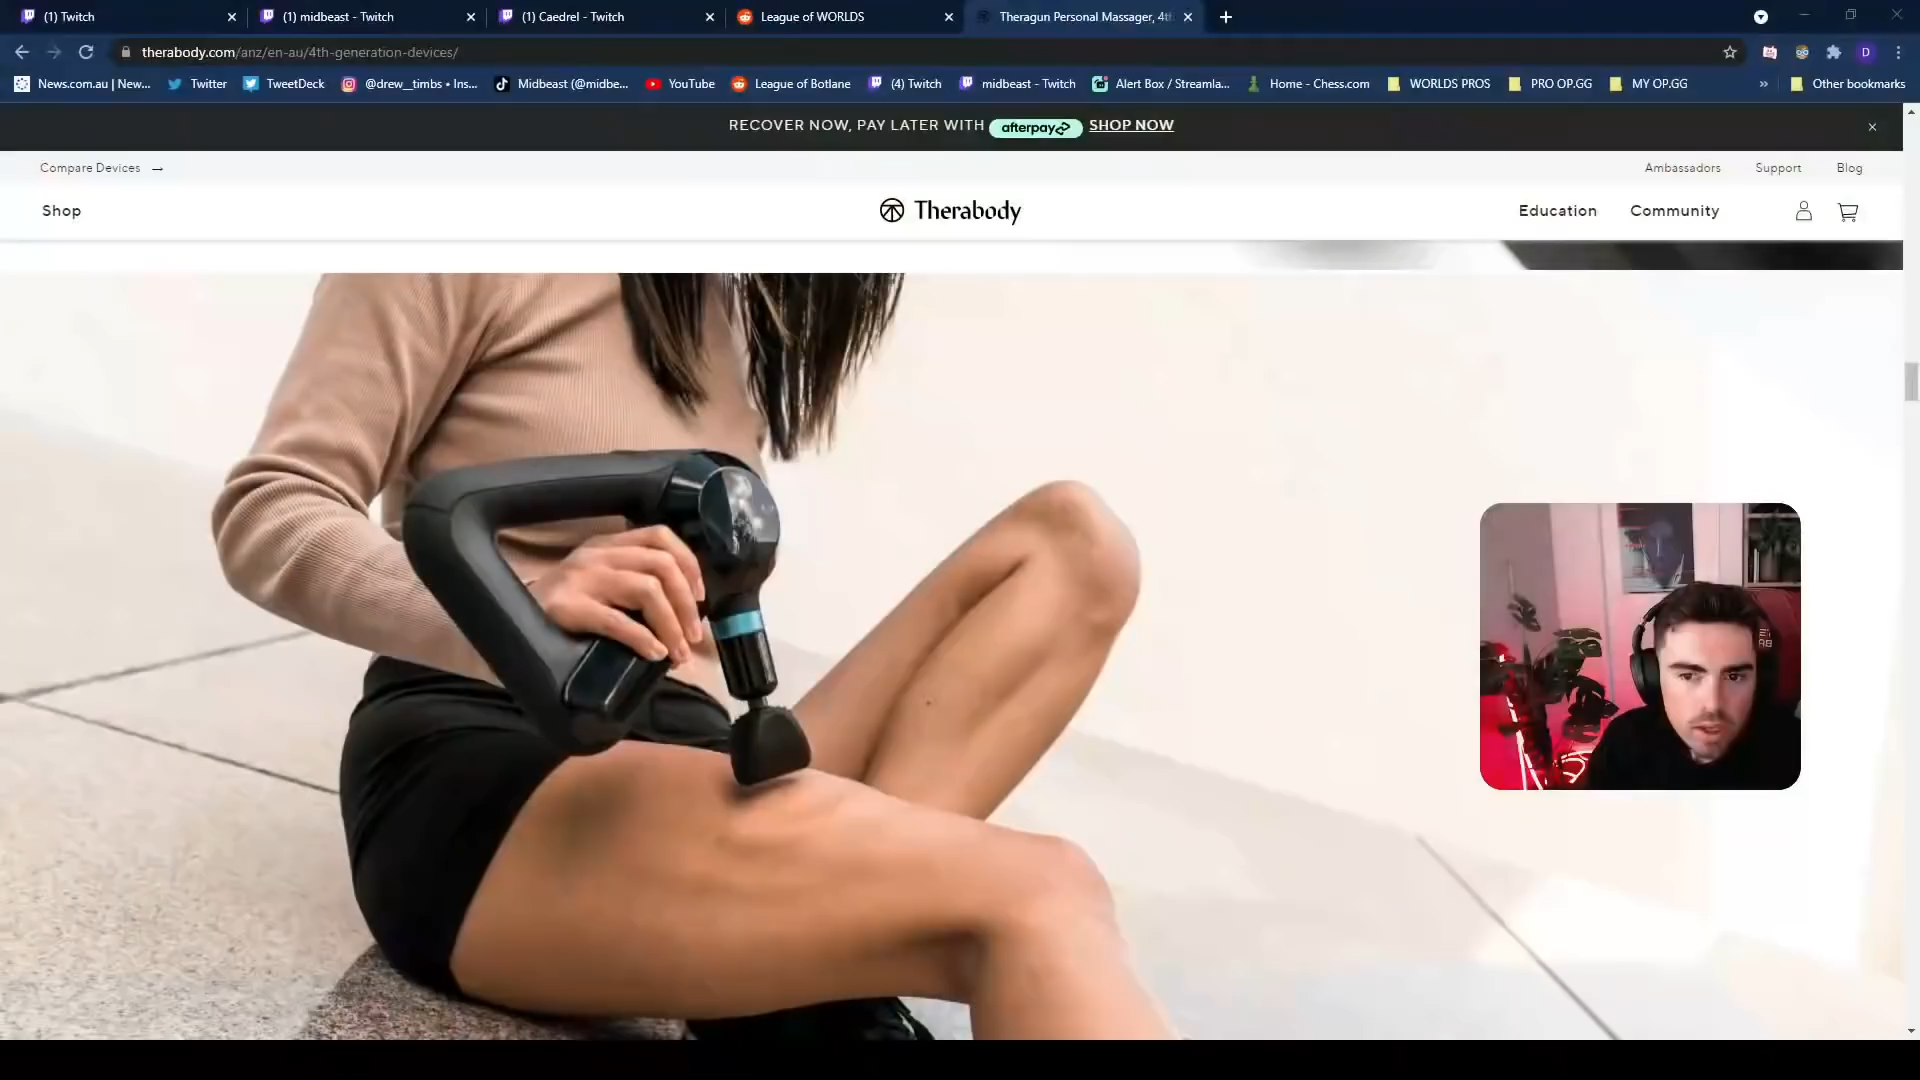 (1) Twitch
(1) midbeast - Twitch
(1) Caedrel - Twitch
League of WORLDS
Theragun Personal Massager, 4th
therabody.com/anz/en-au/4th-generation-devices/
News.com.au | New...
Twitter
TweetDeck
@drew_timbs • Ins...
Midbeast (@midbe...
YouTube
League of Botlane
(4) Twitch
midbeast - Twitch
Alert Box / Streamla...
Home - Chess.com
WORLDS PROS
PRO OP.GG
MY OP.GG
»
Other bookmarks
RECOVER NOW, PAY LATER WITH afterpay SHOP NOW
Compare Devices →
Ambassadors
Support
Blog
Shop
Therabody
Education
Community